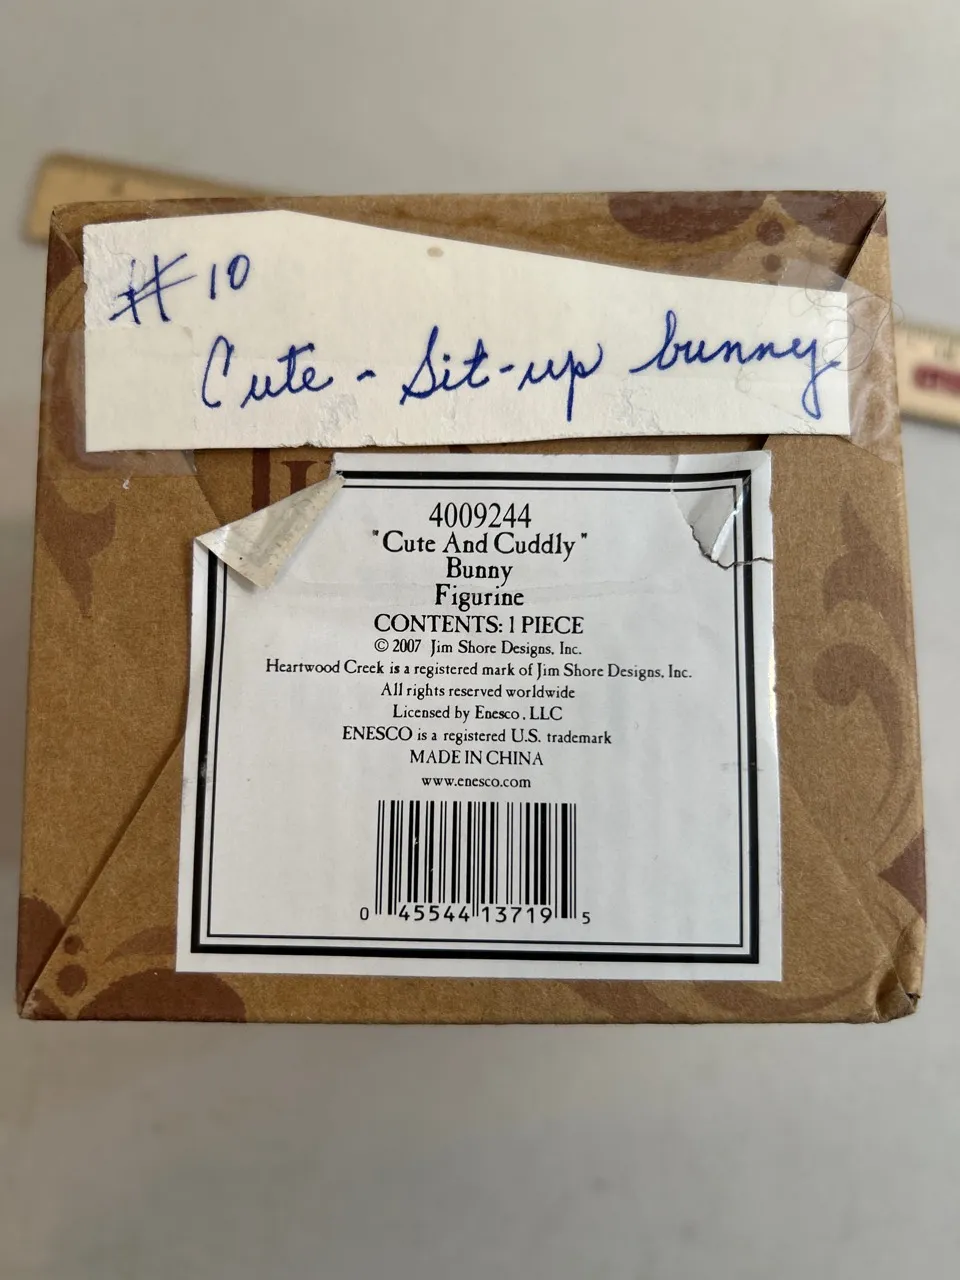 #10
Cute - Sit-up bunny
4009244
"Cute And Cuddly"
Bunny
Figurine
CONTENTS: 1 PIECE
© 2007 Jim Shore Designs, Inc.
Heartwood Creek is a registered mark of Jim Shore Designs, Inc.
All rights reserved worldwide
Licensed by Enesco, LLC
ENESCO is a registered U.S. trademark
MADE IN CHINA
www.enesco.com
0 45544 13719 5